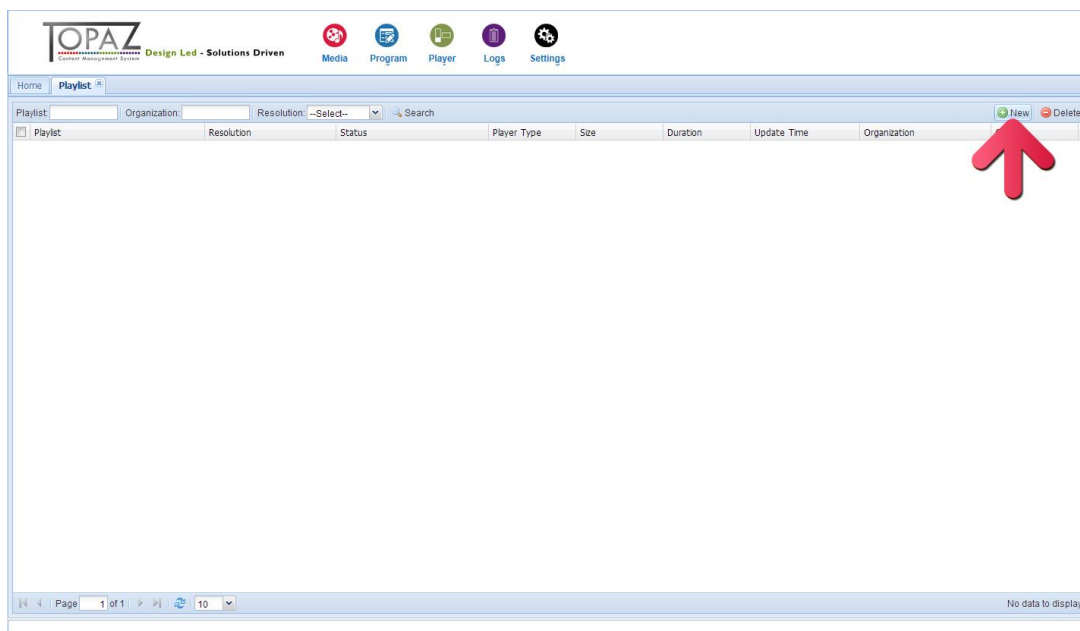 TOPAZ
Content Management System
Design Led - Solutions Driven
Media Program Player Logs Settings
Home Playlist
Playlist: Organization: Resolution: --Select-- Search New Delete
Playlist Resolution Status Player Type Size Duration Update Time Organization
Page 1 of 1 10 No data to display